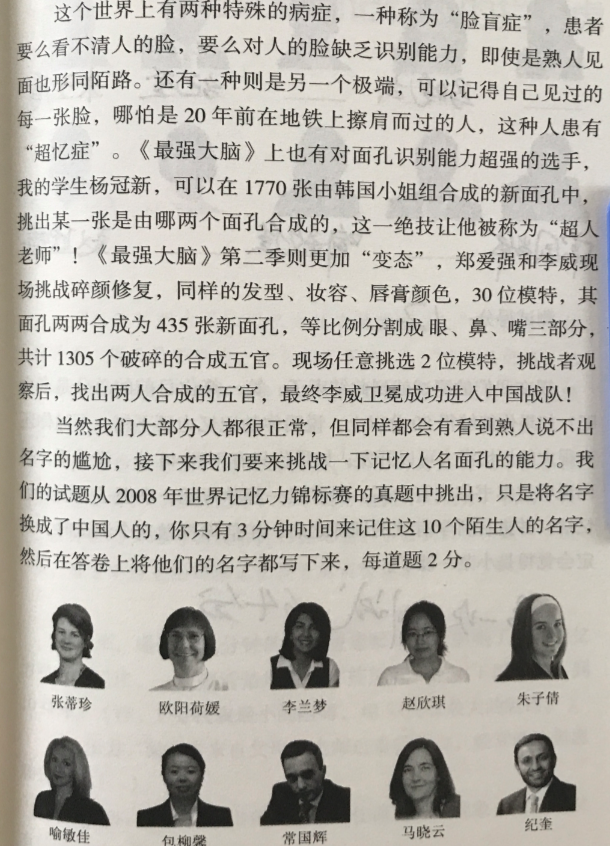 这个世界上有两种特殊的病症，一种称为“脸盲症”，患者
要么看不清人的脸，要么对人的脸缺乏识别能力，即使是熟人见
面也形同陌路。还有一种则是另一个极端，可以记得自己见过的
每一张脸，哪怕是 20 年前在地铁上擦肩而过的人，这种人患有
“超忆症”。《最强大脑》上也有对面孔识别能力超强的选手，
我的学生杨冠新，可以在 1770 张由韩国小姐组合成的新面孔中，
挑出某一张是由哪两个面孔合成的，这一绝技让他被称为“超人
老师”！《最强大脑》第二季则更加“变态”，郑爱强和李威现
场挑战碎颜修复，同样的发型、妆容、唇膏颜色，30 位模特，其
面孔两两合成为 435 张新面孔，等比例分割成 眼、鼻、嘴三部分，
共计 1305 个破碎的合成五官。现场任意挑选 2 位模特，挑战者观
察后，找出两人合成的五官，最终李威卫冕成功进入中国战队！
当然我们大部分人都很正常，但同样都会有看到熟人说不出
名字的尴尬，接下来我们要来挑战一下记忆人名面孔的能力。我
们的试题从 2008 年世界记忆力锦标赛的真题中挑出，只是将名字
换成了中国人的，你只有 3 分钟时间来记住这 10 个陌生人的名字，
然后在答卷上将他们的名字都写下来，每道题 2 分。
张蒂珍 欧阳荷媛 李兰梦 赵欣琪 朱子倩
喻敏佳 包柳馨 常国辉 马晓云 纪奎